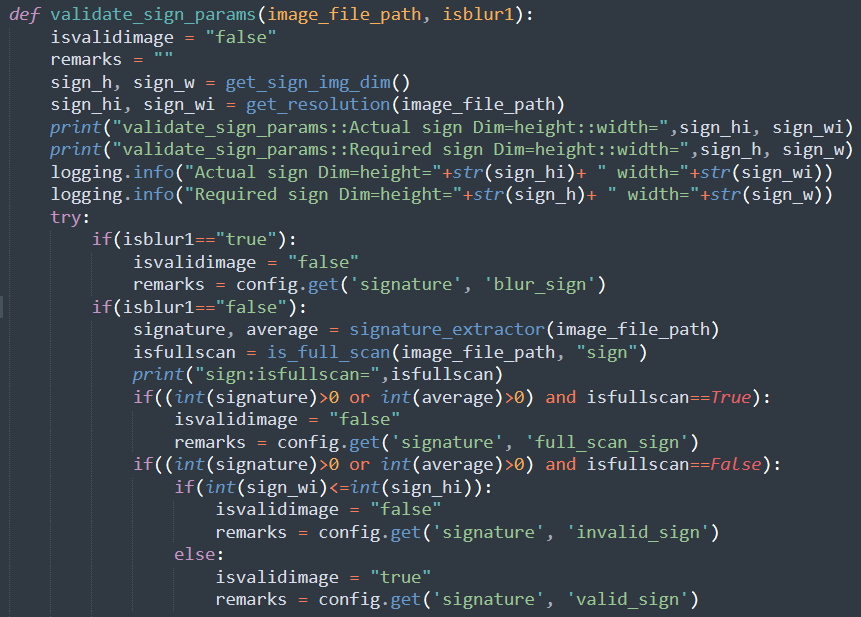 def validate_sign_params(image_file_path, isblur1):
    isvalidimage = "false"
    remarks = ""
    sign_h, sign_w = get_sign_img_dim()
    sign_hi, sign_wi = get_resolution(image_file_path)
    print("validate_sign_params::Actual sign Dim=height::width=",sign_hi, sign_wi)
    print("validate_sign_params::Required sign Dim=height::width=",sign_h, sign_w)
    logging.info("Actual sign Dim=height="+str(sign_hi)+ " width="+str(sign_wi))
    logging.info("Required sign Dim=height="+str(sign_h)+ " width="+str(sign_w))
    try:
        if(isblur1=="true"):
            isvalidimage = "false"
            remarks = config.get('signature', 'blur_sign')
        if(isblur1=="false"):
            signature, average = signature_extractor(image_file_path)
            isfullscan = is_full_scan(image_file_path, "sign")
            print("sign:isfullscan=",isfullscan)
            if((int(signature)>0 or int(average)>0) and isfullscan==True):
                isvalidimage = "false"
                remarks = config.get('signature', 'full_scan_sign')
            if((int(signature)>0 or int(average)>0) and isfullscan==False):
                if(int(sign_wi)<=int(sign_hi)):
                    isvalidimage = "false"
                    remarks = config.get('signature', 'invalid_sign')
                else:
                    isvalidimage = "true"
                    remarks = config.get('signature', 'valid_sign')